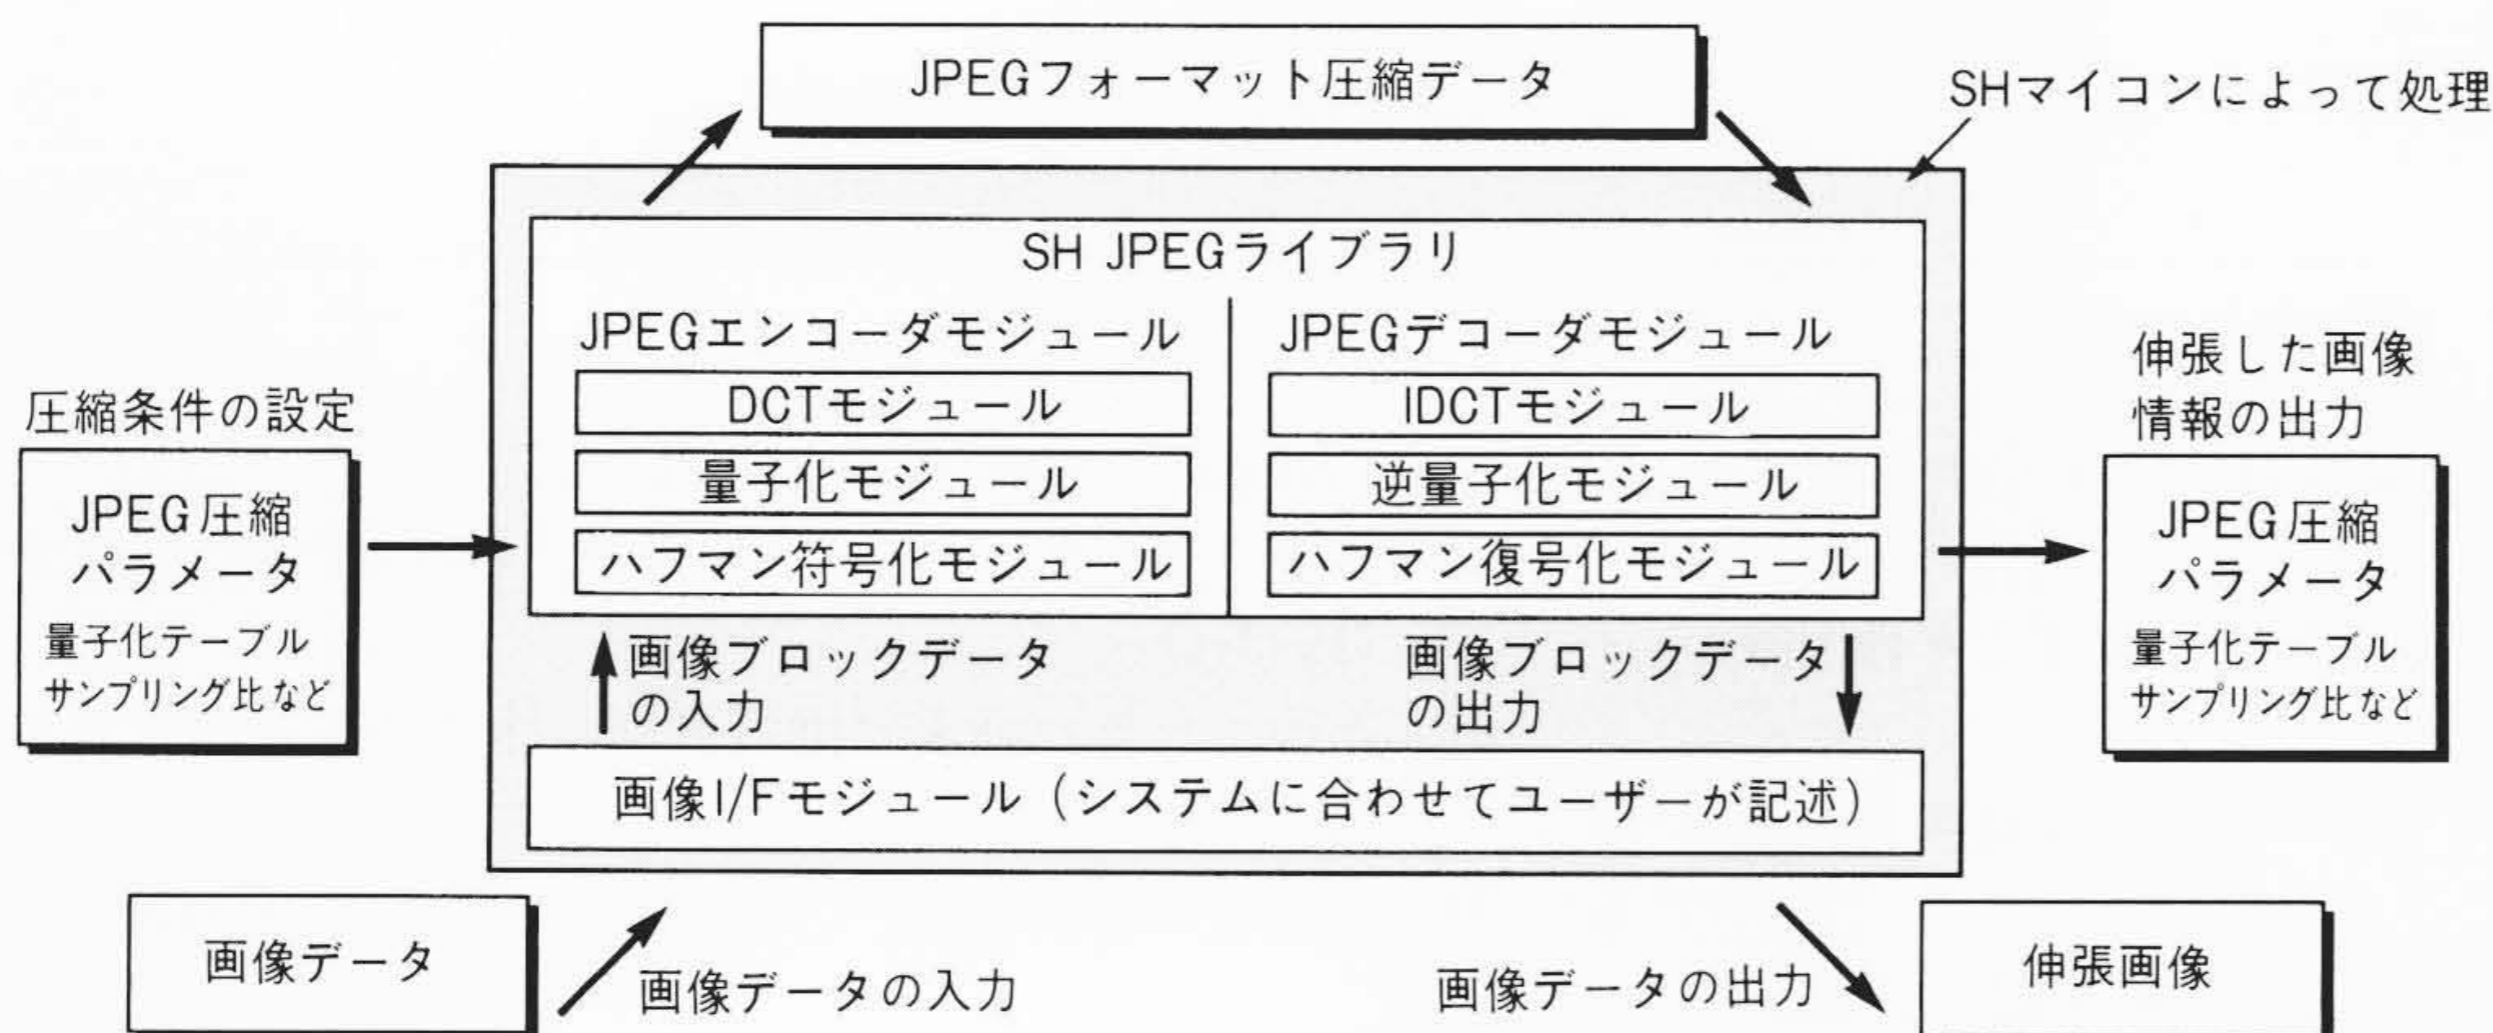 JPEGフォーマット圧縮データ
SHマイコンによって処理
SH JPEGライブラリ
JPEGエンコーダモジュール
DCTモジュール
量子化モジュール
ハフマン符号化モジュール
JPEGデコーダモジュール
IDCTモジュール
逆量子化モジュール
ハフマン復号化モジュール
圧縮条件の設定
JPEG圧縮
パラメータ
量子化テーブル
サンプリング比など
伸張した画像
情報の出力
JPEG圧縮
パラメータ
量子化テーブル
サンプリング比など
画像ブロックデータ
の入力
画像ブロックデータ
の出力
画像I/Fモジュール（システムに合わせてユーザーが記述）
画像データ
画像データの入力
画像データの出力
伸張画像